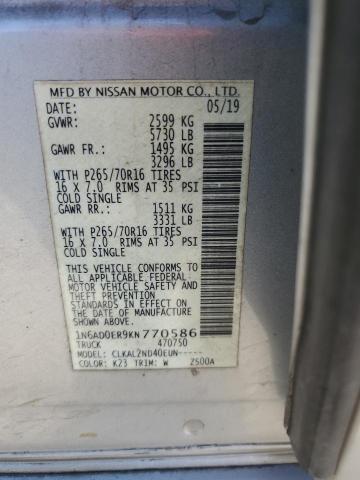 MFD BY NISSAN MOTOR CO., LTD.
DATE: 05/19
GVWR: 2599 KG
5730 LB
GAWR FR.: 1495 KG
3296 LB
WITH P265/70R16 TIRES
16 X 7.0 RIMS AT 35 PSI
COLD SINGLE
GAWR RR.: 1511 KG
3331 LB
WITH P265/70R16 TIRES
16 X 7.0 RIMS AT 35 PSI
COLD SINGLE
THIS VEHICLE CONFORMS TO
ALL APPLICABLE FEDERAL
MOTOR VEHICLE SAFETY AND
THEFT PREVENTION
STANDARDS IN EFFECT ON
THE DATE OF MANUFACTURE
SHOWN ABOVE.
1N6AD0ER9KN770586
TRUCK 470750
MODEL: CLKAL2ND40EUN-----
COLOR: K23 TRIM: W 2500A